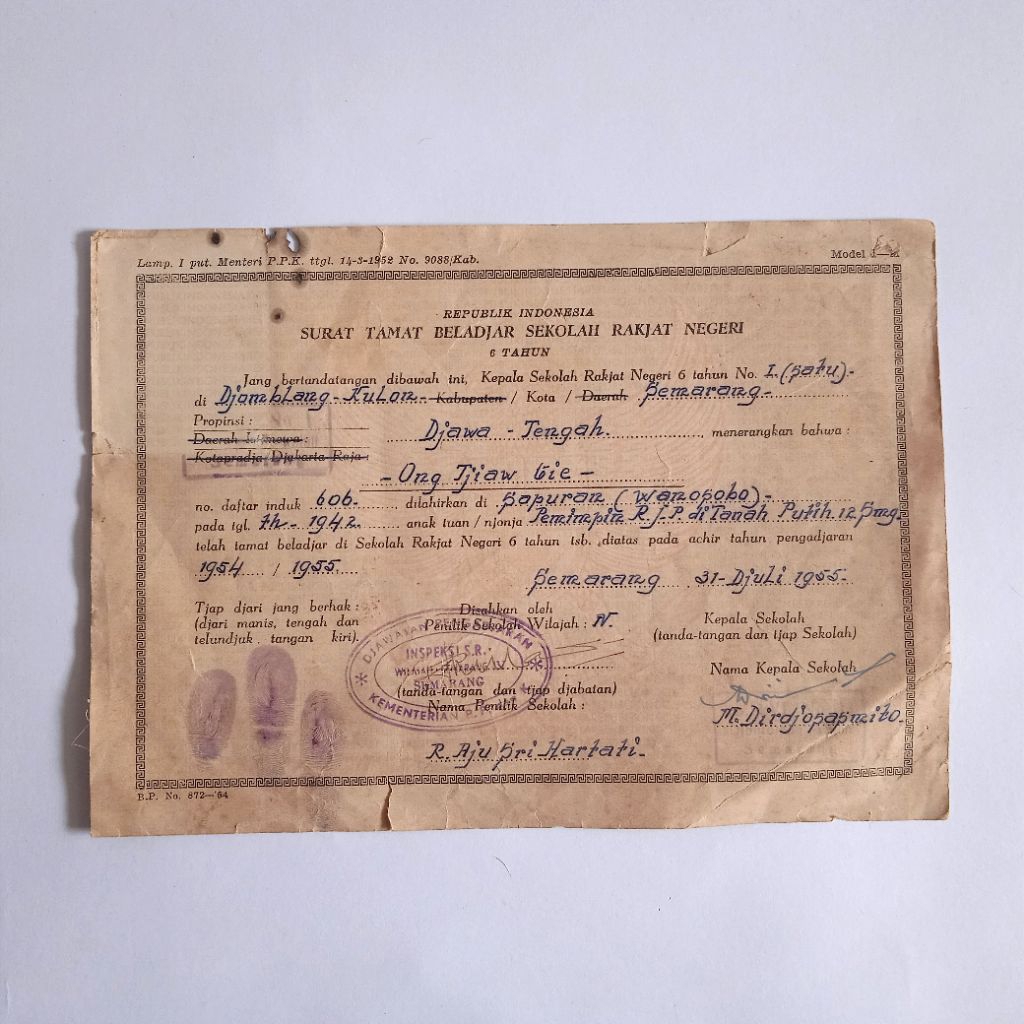 Lamp. I put. Menteri P.P.K. ttgl. 14-3-1952 No. 9088/Kab.
Model
REPUBLIK INDONESIA
SURAT TAMAT BELADJAR SEKOLAH RAKJAT NEGERI
6 TAHUN
Jang bertandatangan dibawah ini, Kepala Sekolah Rakjat Negeri 6 tahun No. I. (satu)-
di Djomblang-Kulon- Kabupaten / Kota / Daerah Semarang-
Propinsi :
Daerah Istimewa: Djawa - Tengah. menerangkan bahwa :
Kotapradja Djakarta Raja:
- Ong Tjiaw Gie -
no. daftar induk 606. dilahirkan di Sapuran (Wanosobo)-
pada tgl. th- 1942. anak tuan / njonja Pemimpin R.J.P. di Tanah Putih 12 Smg.
telah tamat beladjar di Sekolah Rakjat Negeri 6 tahun tsb. diatas pada achir tahun pengadjaran
1954 / 1955
Semarang 31-Djuli 1955-
Tjap djari jang berhak :
(djari manis, tengah dan
telundjuk tangan kiri).
Disahkan oleh
Penilik Sekolah Wilajah : N.
DJAWATAN PENGADJARAN
INSPEKSI S.R.
SEMARANG
KEMENTERIAN
(tanda-tangan dan tjap djabatan)
Nama Penilik Sekolah :
R. Aju Sri Hartati-
Kepala Sekolah
(tanda-tangan dan tjap Sekolah)
Nama Kepala Sekolah
M. Dirdjosasmito.
B.P. No. 872—'54